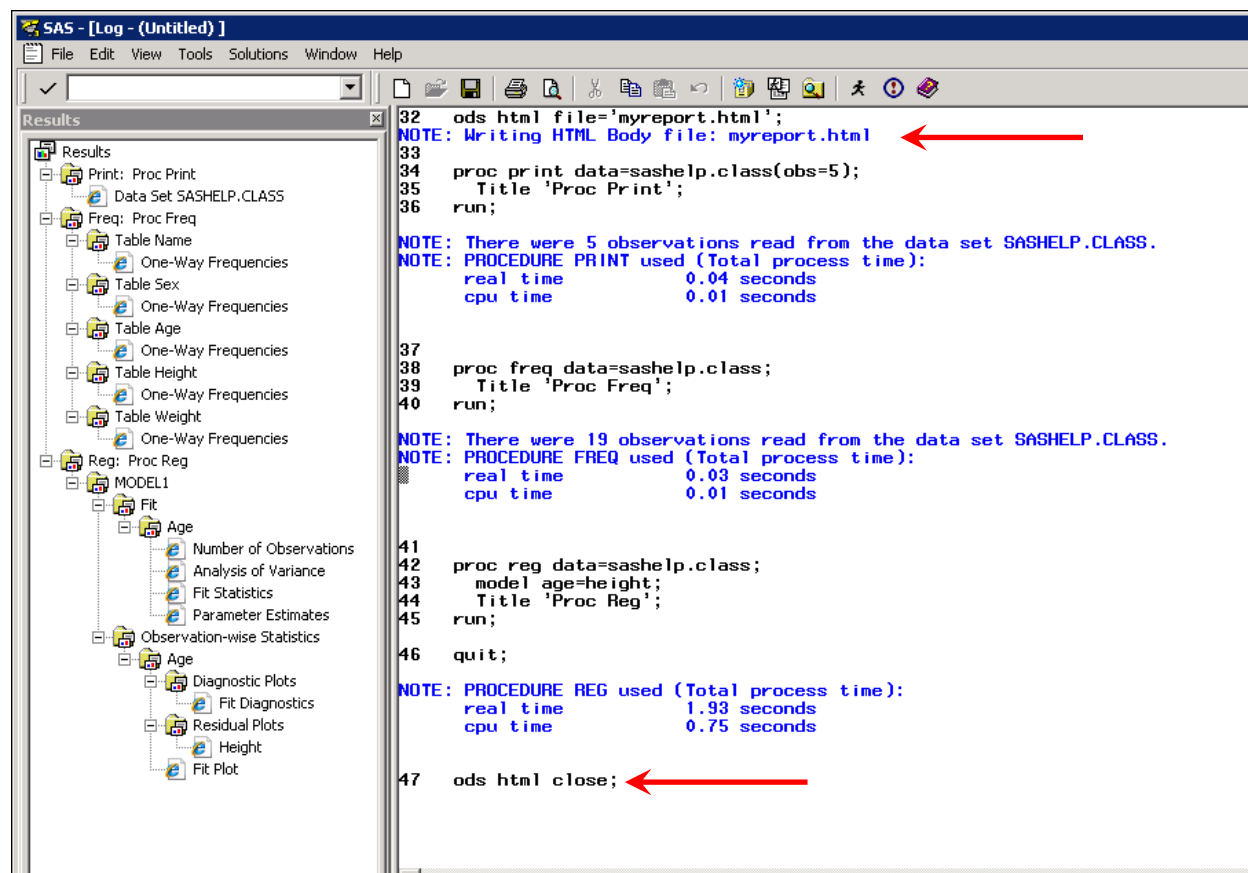 SAS - [Log - (Untitled) ]
File Edit View Tools Solutions Window Help
Results
Results
Print: Proc Print
Data Set SASHELP.CLASS
Freq: Proc Freq
Table Name
One-Way Frequencies
Table Sex
One-Way Frequencies
Table Age
One-Way Frequencies
Table Height
One-Way Frequencies
Table Weight
One-Way Frequencies
Reg: Proc Reg
MODEL1
Fit
Age
Number of Observations
Analysis of Variance
Fit Statistics
Parameter Estimates
Observation-wise Statistics
Age
Diagnostic Plots
Fit Diagnostics
Residual Plots
Height
Fit Plot
32 ods html file='myreport.html';
NOTE: Writing HTML Body file: myreport.html
33
34 proc print data=sashelp.class(obs=5);
35 Title 'Proc Print';
36 run;
NOTE: There were 5 observations read from the data set SASHELP.CLASS.
NOTE: PROCEDURE PRINT used (Total process time):
real time 0.04 seconds
cpu time 0.01 seconds
37
38 proc freq data=sashelp.class;
39 Title 'Proc Freq';
40 run;
NOTE: There were 19 observations read from the data set SASHELP.CLASS.
NOTE: PROCEDURE FREQ used (Total process time):
real time 0.03 seconds
cpu time 0.01 seconds
41
42 proc reg data=sashelp.class;
43 model age=height;
44 Title 'Proc Reg';
45 run;
46 quit;
NOTE: PROCEDURE REG used (Total process time):
real time 1.93 seconds
cpu time 0.75 seconds
47 ods html close;